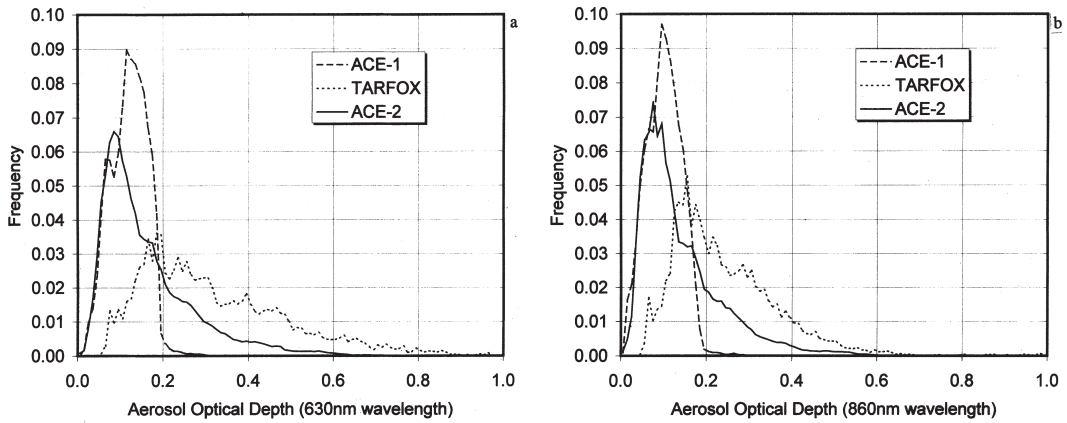 a
0.10
0.09
0.08
0.07
0.06
0.05
0.04
0.03
0.02
0.01
0.00
Frequency
ACE-1
TARFOX
ACE-2
0.0 0.2 0.4 0.6 0.8 1.0
Aerosol Optical Depth (630nm wavelength)
b
0.10
0.09
0.08
0.07
0.06
0.05
0.04
0.03
0.02
0.01
0.00
Frequency
ACE-1
TARFOX
ACE-2
0.0 0.2 0.4 0.6 0.8 1.0
Aerosol Optical Depth (860nm wavelength)